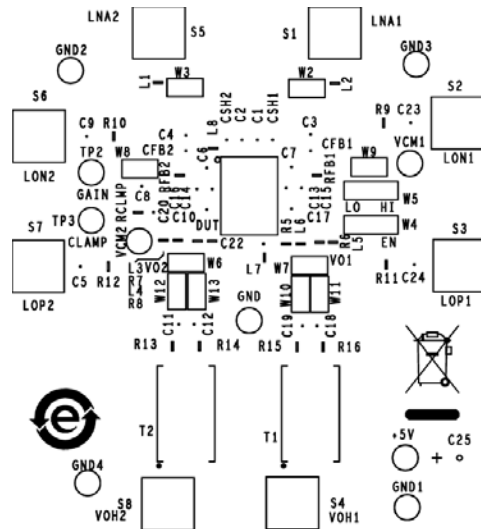 LNA2
S5
S1
LNA1
GND2
GND3
L1
W3
W2
L2
S6
S2
C9
R10
C4
L8
CSH2
C2
C1
CSH1
C3
R9
C23
LON2
TP2
W8
CFB2
C6
C7
CFB1
W9
VCM1
LON1
GAIN
C8
RFB2
C16
C14
RFB1
C13
C15
W5
LO
HI
S7
TP3
RCLMP
C20
C10
DUT
R5
L6
C17
W4
S3
CLAMP
VCM2
C22
R6
L5
EN
LOP2
C5
R12
L3
VO2
W6
L7
W7
VO1
R11
C24
LOP1
R7
L4
R8
W12
W13
GND
W10
W11
C11
C12
C19
C18
R13
R14
R15
R16
e
T2
T1
+5V
+
C25
GND4
S8
VOH2
S4
VOH1
GND1